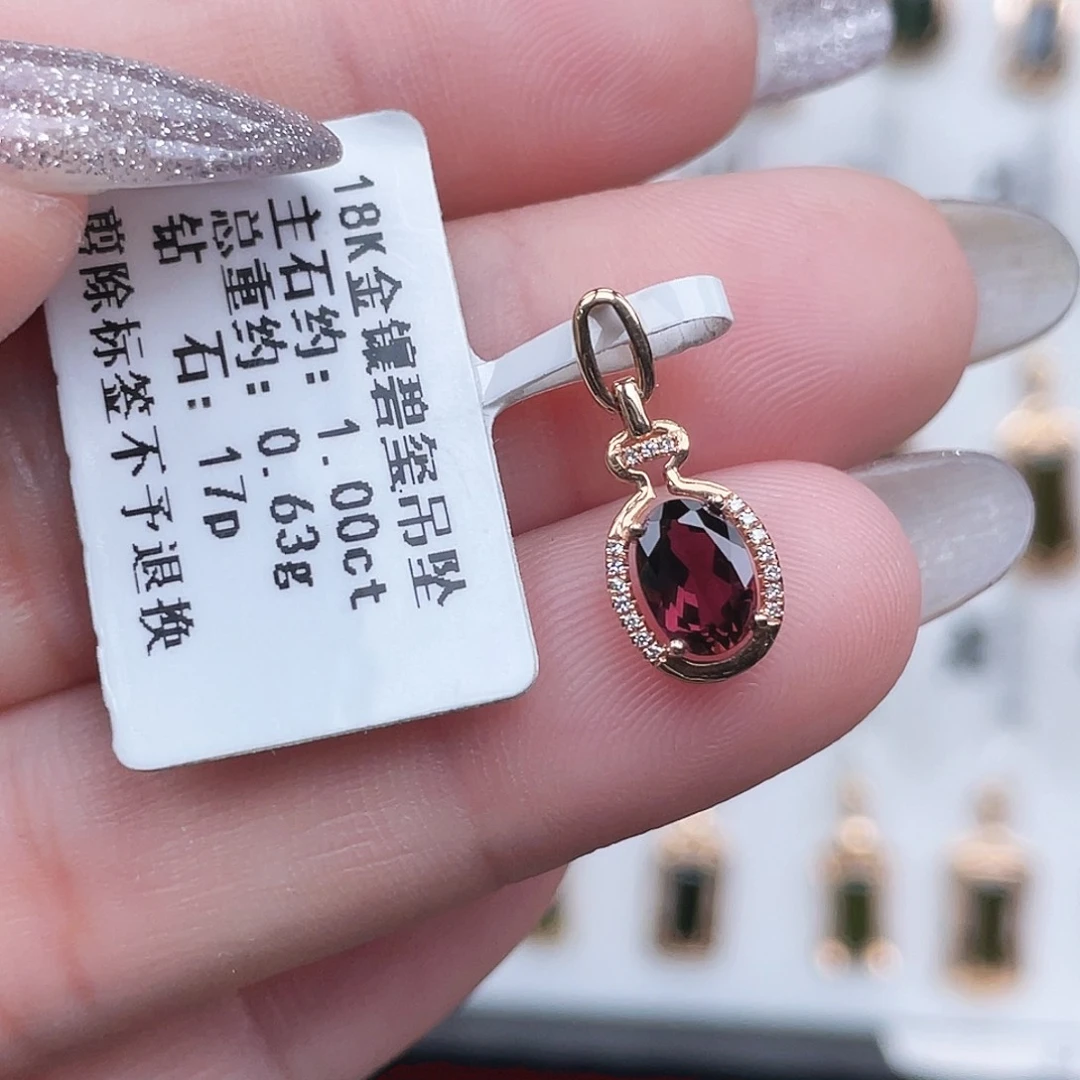 18K金镶碧玺吊坠
主石约: 1.00ct
总重约: 0.63g
钻 石: 17p
剪除标签不予退换